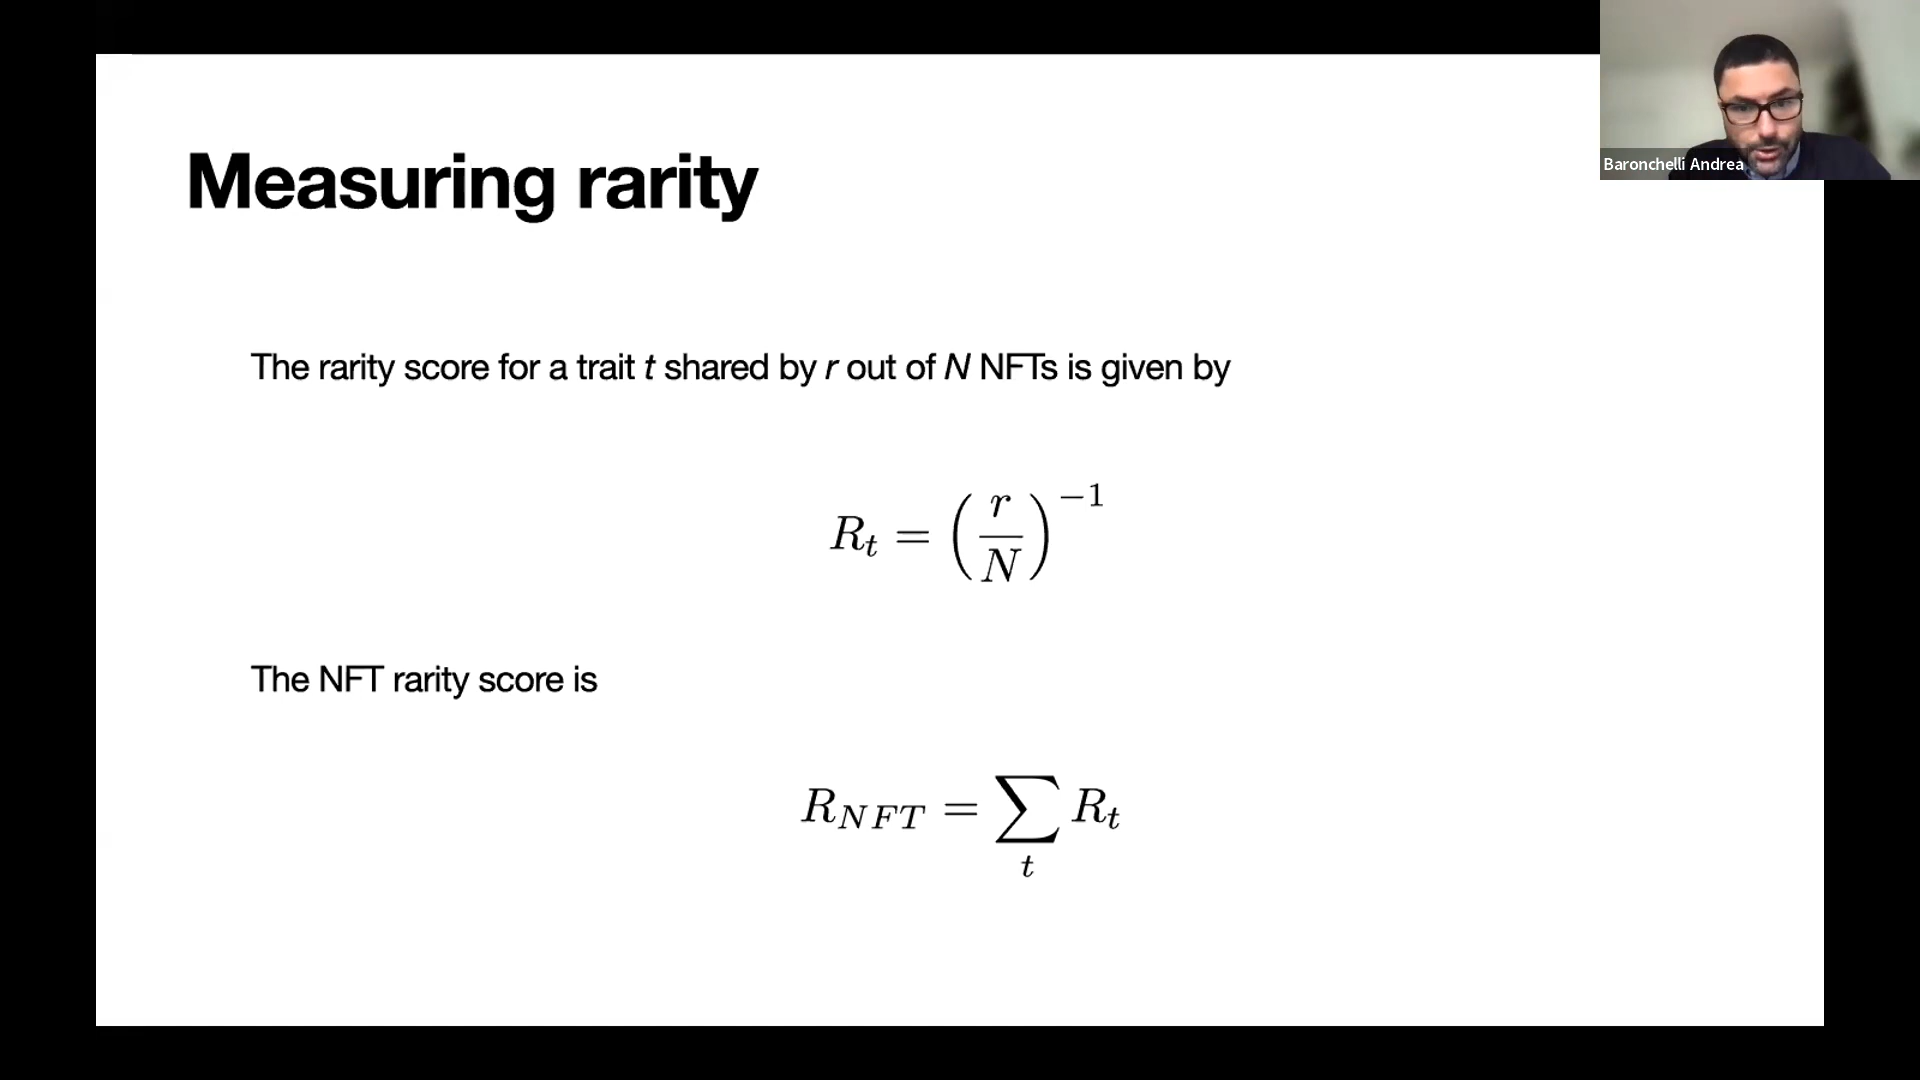 Measuring rarity
Baronchelli Andrea
The rarity score for a trait t shared by r out of N NFTs is given by
R_t = (r/N)^{-1}
The NFT rarity score is
R_{NFT} = \sum_t R_t